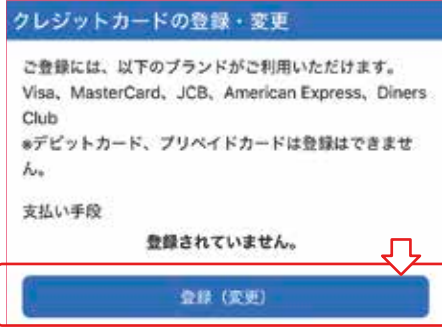 クレジットカードの登録・変更
ご登録には、以下のブランドがご利用いただけます。
Visa、MasterCard、JCB、American Express、Diners
Club
※デビットカード、プリペイドカードは登録はできませ
ん。
支払い手段
登録されていません。
登録（変更）